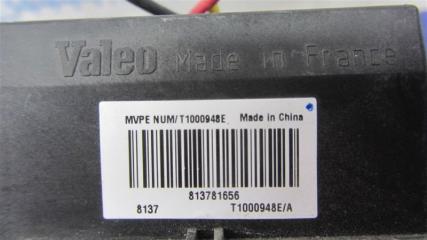 Valeo Made in France
MVPE NUM/T1000948E Made in China
813781656
8137 T1000948E/A